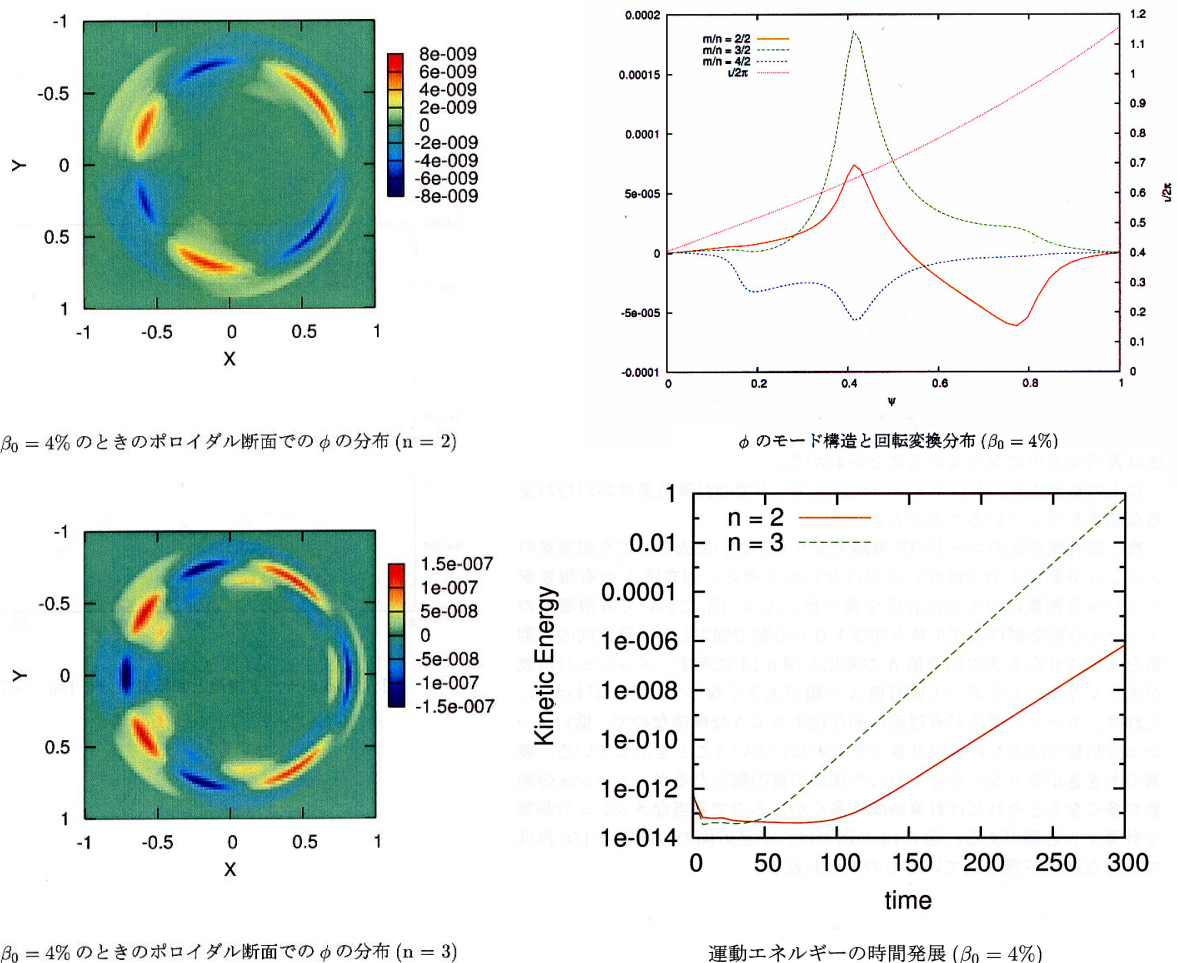 -1
-0.5
0
0.5
1
Y
-1
-0.5
0
0.5
1
X
8e-009
6e-009
4e-009
2e-009
0
-2e-009
-4e-009
-6e-009
-8e-009
β₀ = 4% のときのポロイダル断面での ϕ の分布 (n = 2)
0.0002
0.00015
0.0001
5e-005
0
-5e-005
-0.0001
m/n = 2/2
m/n = 3/2
m/n = 4/2
ι/2π
1.2
1.1
1
0.9
0.8
0.7
0.6
0.5
0.4
0.3
0.2
0.1
0
ι/2π
0
0.2
0.4
0.6
0.8
1
ψ
ϕ のモード構造と回転変換分布 (β₀ = 4%)
-1
-0.5
0
0.5
1
Y
-1
-0.5
0
0.5
1
X
1.5e-007
1e-007
5e-008
0
-5e-008
-1e-007
-1.5e-007
β₀ = 4% のときのポロイダル断面での ϕ の分布 (n = 3)
1
0.01
0.0001
1e-006
1e-008
1e-010
1e-012
1e-014
Kinetic Energy
n = 2
n = 3
0
50
100
150
200
250
300
time
運動エネルギーの時間発展 (β₀ = 4%)